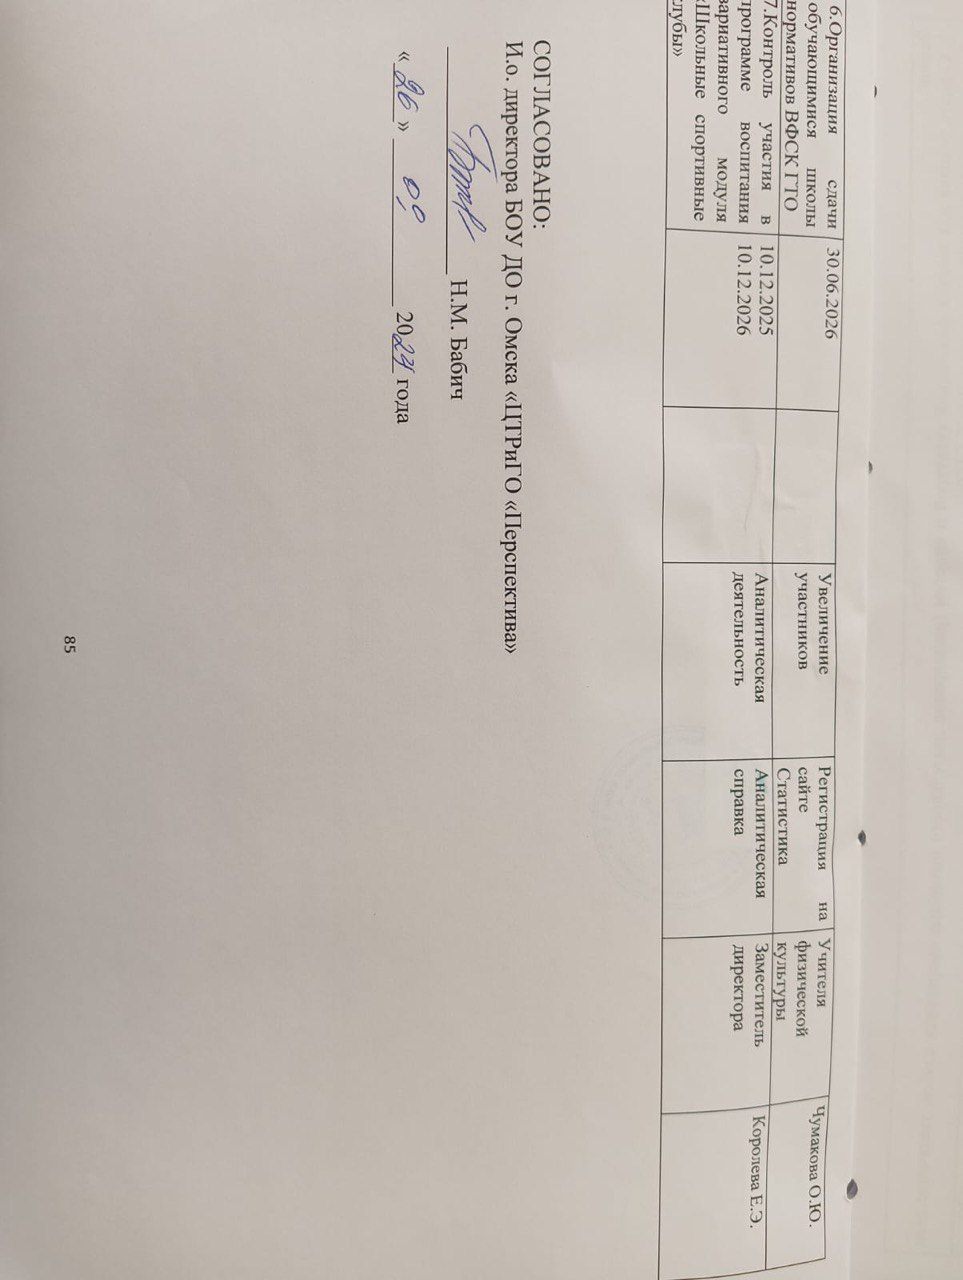 6.Организация сдачи
обучающимися школы
нормативов ВФСК ГТО
30.06.2026
Увеличение
участников
Регистрация на
сайте
Статистика
Учителя
физической
культуры
Чумакова О.Ю.
7.Контроль участия в
программе воспитания
вариативного модуля
«Школьные спортивные
клубы»
10.12.2025
10.12.2026
Аналитическая
деятельность
Аналитическая
справка
Заместитель
директора
Королева Е.Э.
СОГЛАСОВАНО:
И.о. директора БОУ ДО г. Омска «ЦТРиГО «Перспектива»
Н.М. Бабич
« 26 » 09. 2024 года
85